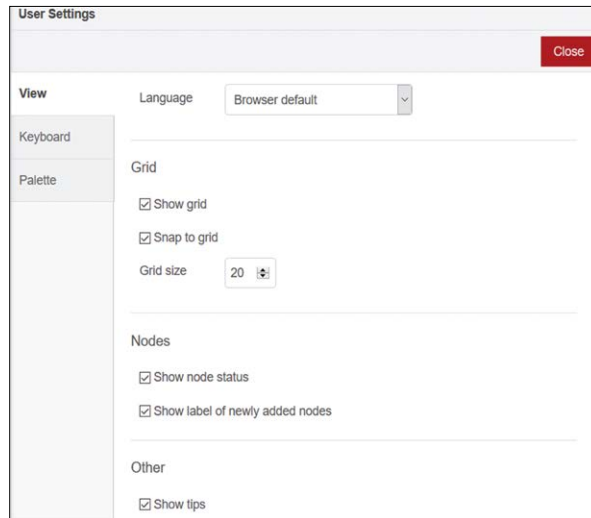 User Settings
Close
View
Language Browser default
Keyboard
Palette
Grid
Show grid
Snap to grid
Grid size 20
Nodes
Show node status
Show label of newly added nodes
Other
Show tips